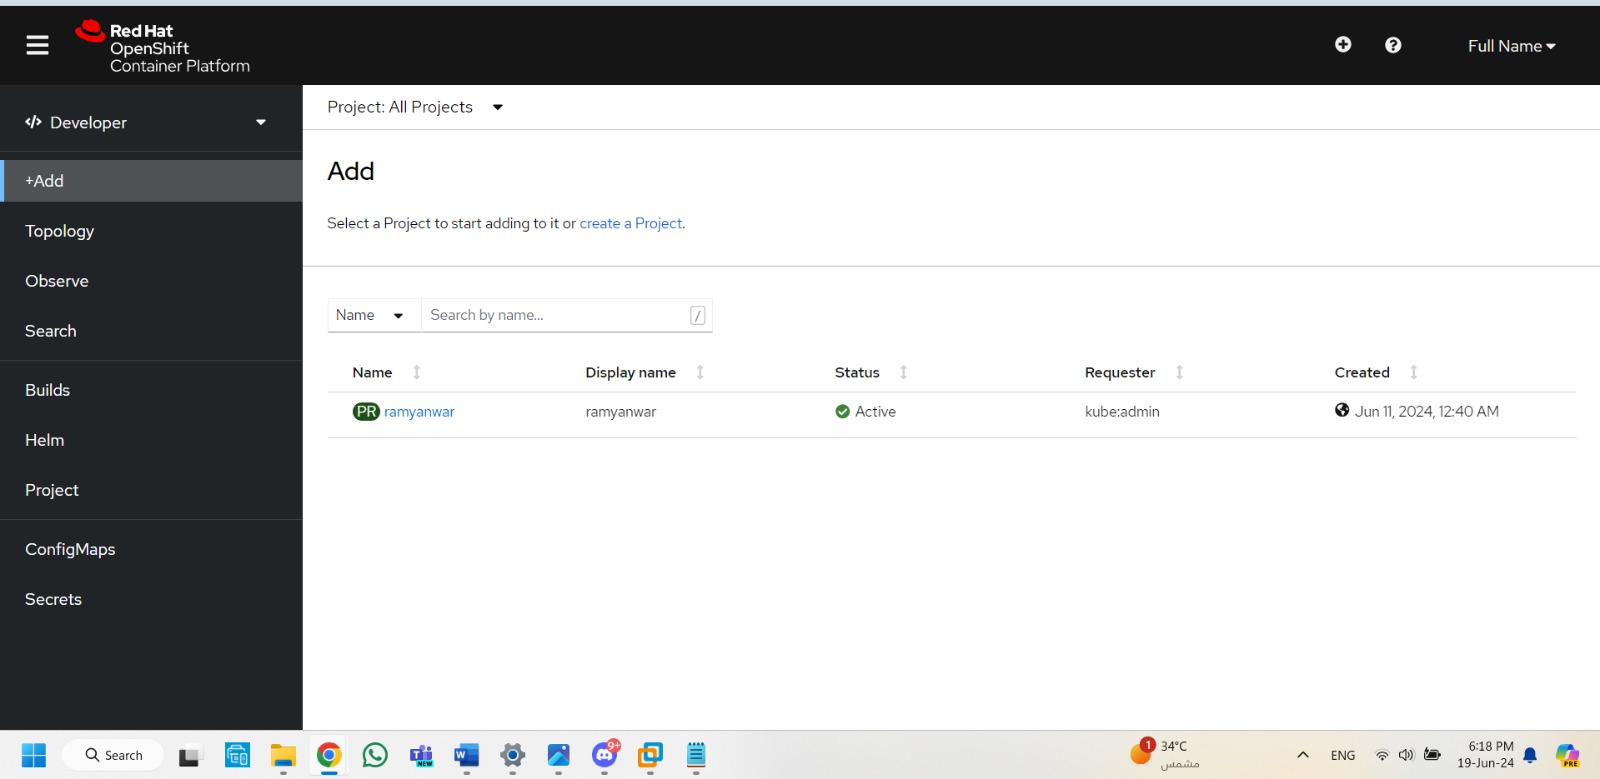 Red Hat
OpenShift
Container Platform
Full Name
Developer
+Add
Topology
Observe
Search
Builds
Helm
Project
ConfigMaps
Secrets
Project: All Projects
Add
Select a Project to start adding to it or create a Project.
Name Search by name... /
Name Display name Status Requester Created
PR ramyanwar ramyanwar Active kube:admin Jun 11, 2024, 12:40 AM
Search
NEW
W
9+
1
34°C
مشمس
ENG
6:18 PM
19-Jun-24
PRE